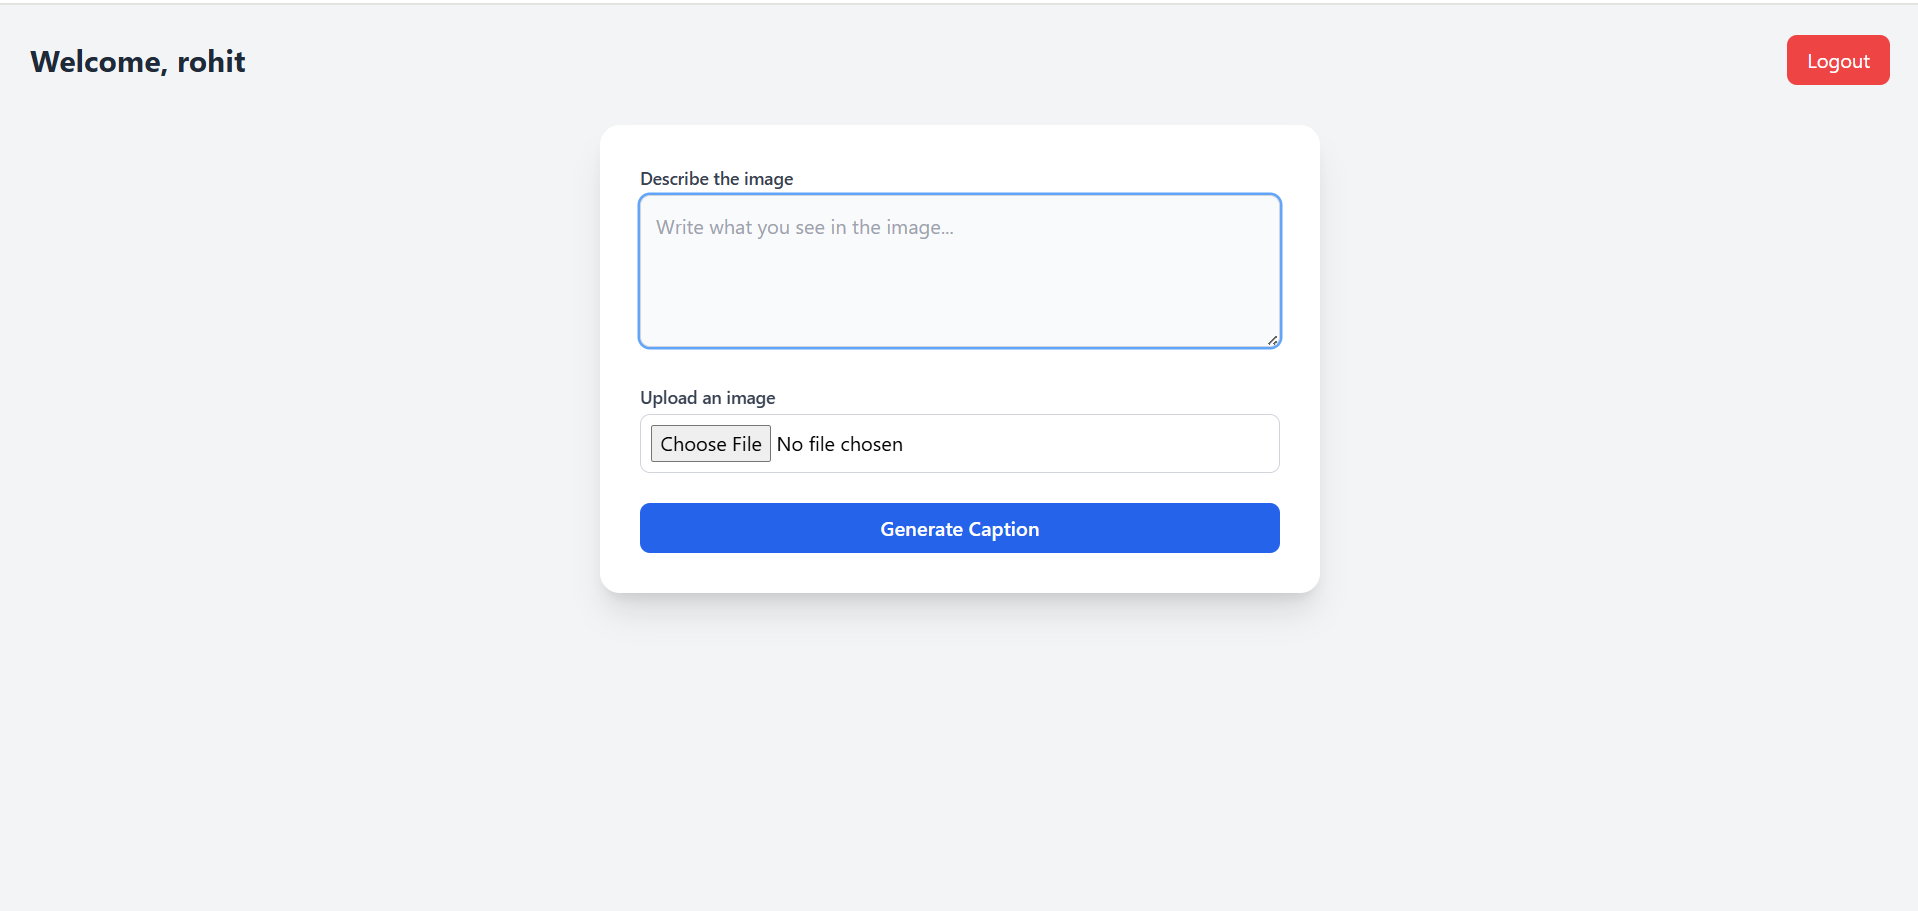 Welcome, rohit
Logout
Describe the image
Write what you see in the image...
Upload an image
Choose File No file chosen
Generate Caption